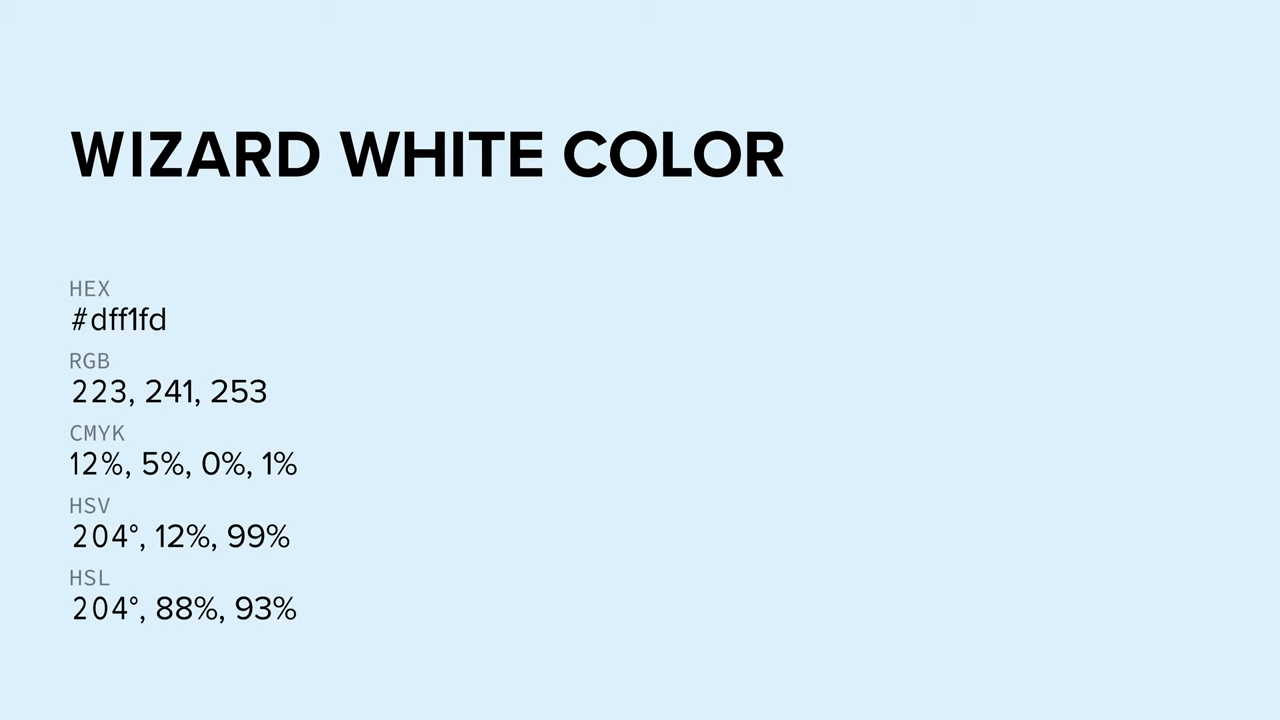 WIZARD WHITE COLOR
HEX
#dff1fd
RGB
223, 241, 253
CMYK
12%, 5%, 0%, 1%
HSV
204°, 12%, 99%
HSL
204°, 88%, 93%